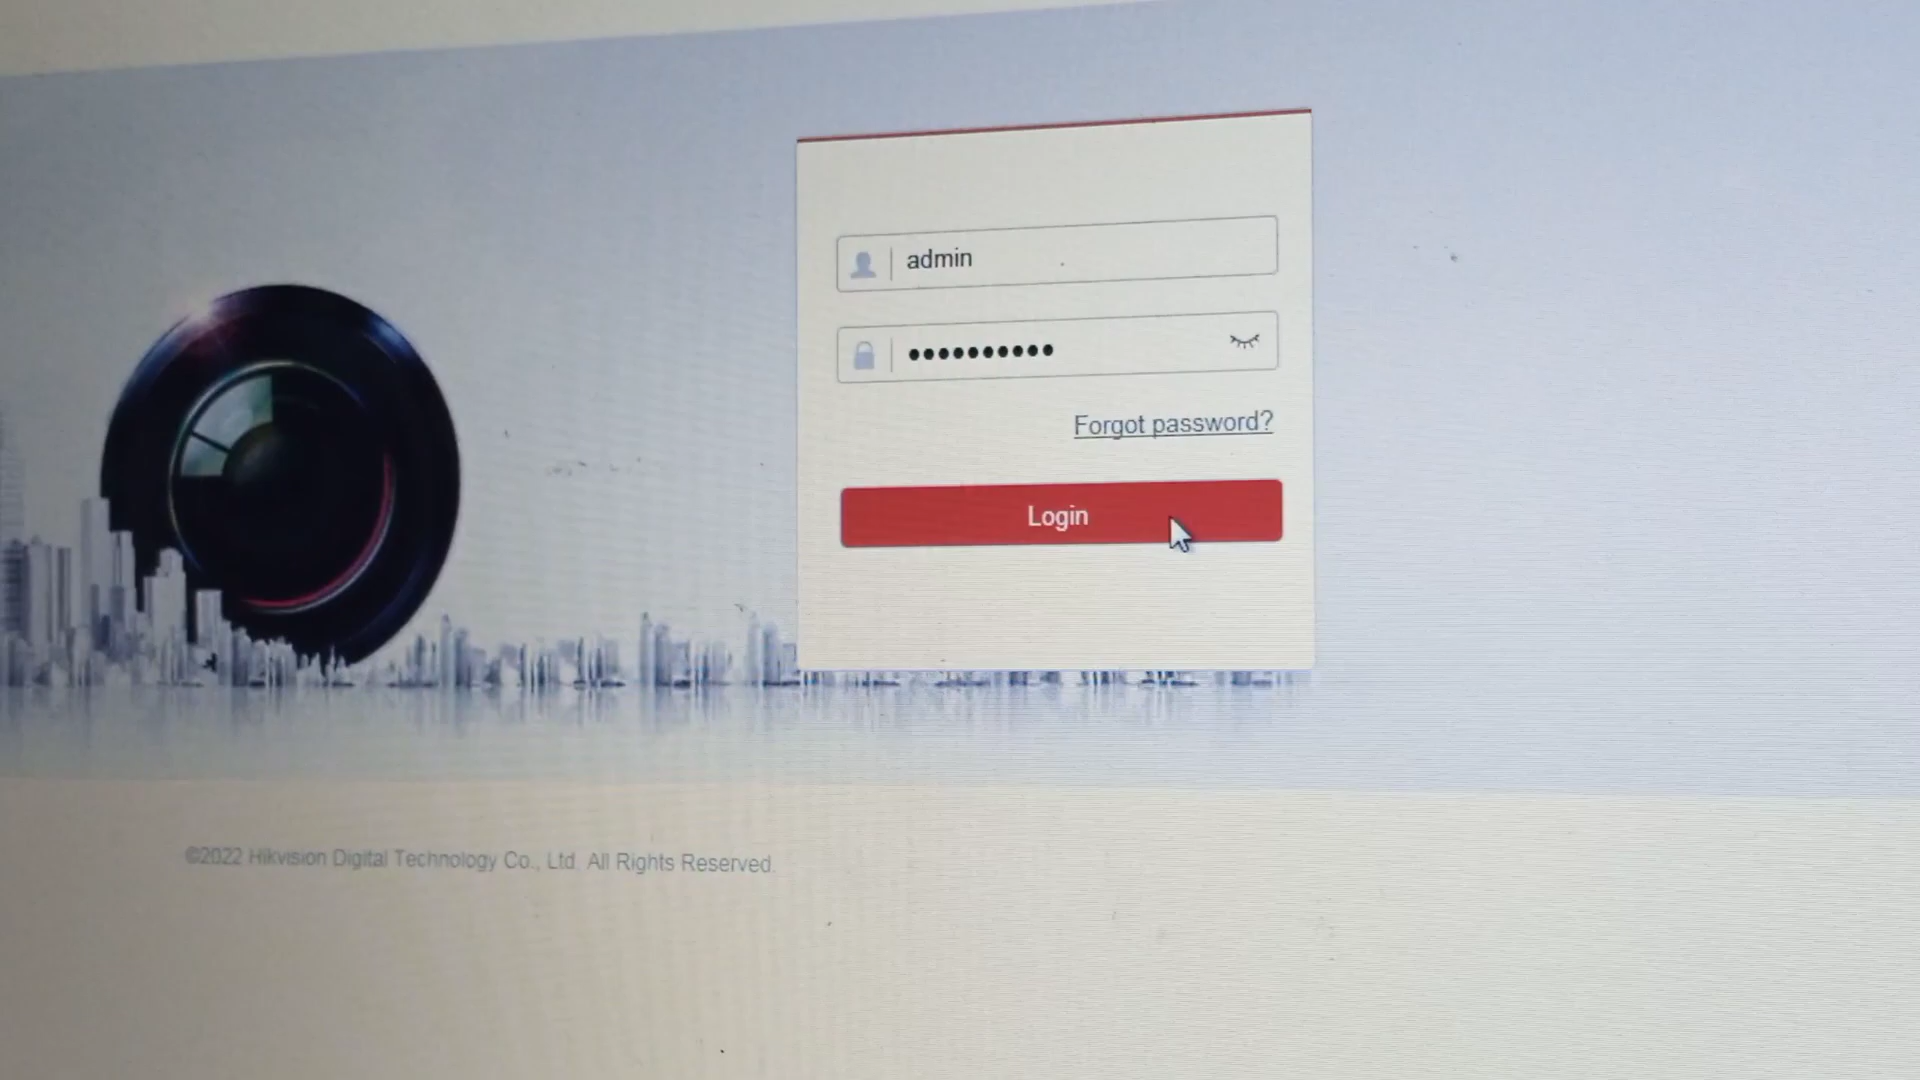 admin
••••••••••
Forgot password?
Login
©2022 Hikvision Digital Technology Co., Ltd. All Rights Reserved.